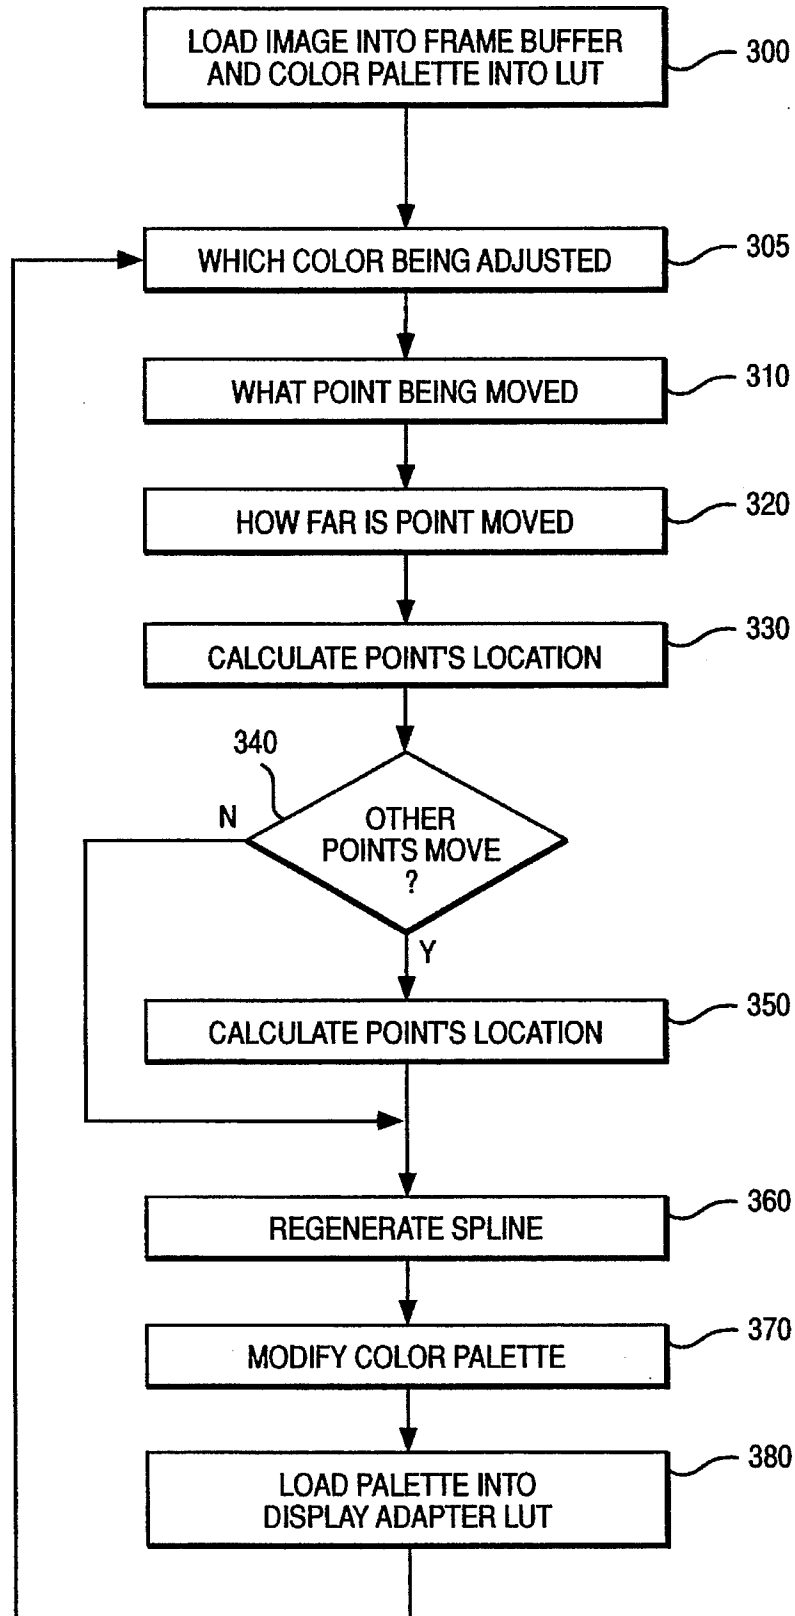 LOAD IMAGE INTO FRAME BUFFER
AND COLOR PALETTE INTO LUT
300
WHICH COLOR BEING ADJUSTED
305
WHAT POINT BEING MOVED
310
HOW FAR IS POINT MOVED
320
CALCULATE POINT'S LOCATION
330
340
N
OTHER
POINTS MOVE
?
Y
CALCULATE POINT'S LOCATION
350
REGENERATE SPLINE
360
MODIFY COLOR PALETTE
370
LOAD PALETTE INTO
DISPLAY ADAPTER LUT
380